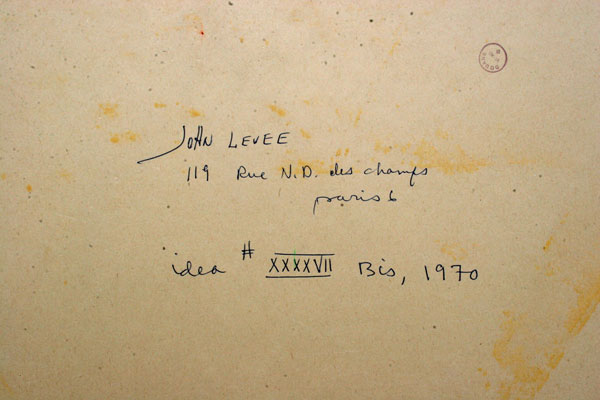 JOHN LEVEE
119 Rue N.D. des champs
paris 6
idea # XXXXVII Bis, 1970